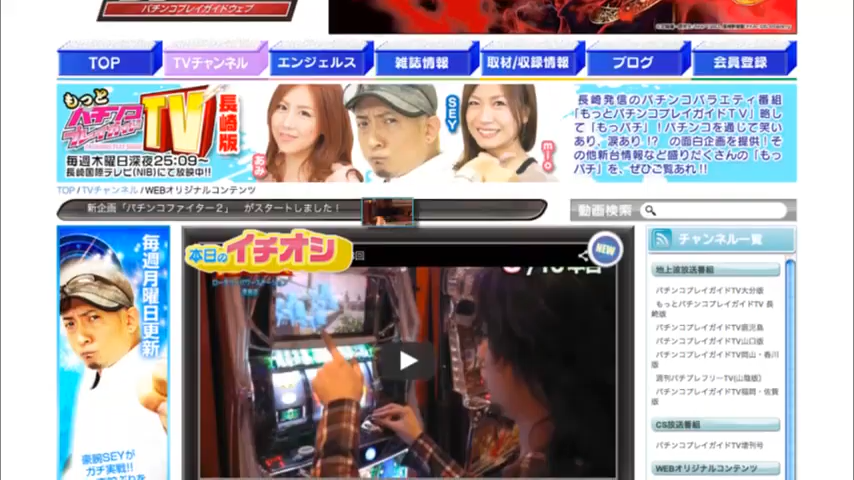 パチンコプレイガイドウェブ
TOP
TVチャンネル
エンジェルス
雑誌情報
取材/収録情報
ブログ
会員登録
もっと
パチンコ
プレイガイド
TV
長崎版
毎週木曜日深夜25:09～
長崎国際テレビ(NIB)にて放映中!!
あみ
SEY
mio
長崎発信のパチンコバラエティ番組
「もっとパチンコプレイガイドTV」略し
て「もっパチ」！パチンコを通じて笑い
あり、涙あり !? の面白企画を提供！そ
の他新台情報など盛りだくさんの「もっ
パチ」を、ぜひご覧あれ!!
TOP / TVチャンネル / WEBオリジナルコンテンツ
新企画「パチンコファイター２」 がスタートしました！
動画検索
毎週月曜日更新
本日のイチオシ
NEW
チャンネル一覧
地上波放送番組
パチンコプレイガイドTV大分版
もっとパチンコプレイガイドTV 長
崎版
パチンコプレイガイドTV鹿児島
パチンコプレイガイドTV山口版
パチンコプレイガイドTV岡山・香川
版
週刊パチプレフリーTV(山陰版)
パチンコプレイガイドTV福岡・佐賀
版
CS放送番組
パチンコプレイガイドTV増刊号
WEBオリジナルコンテンツ
豪腕SEYが
ガチ実戦!!